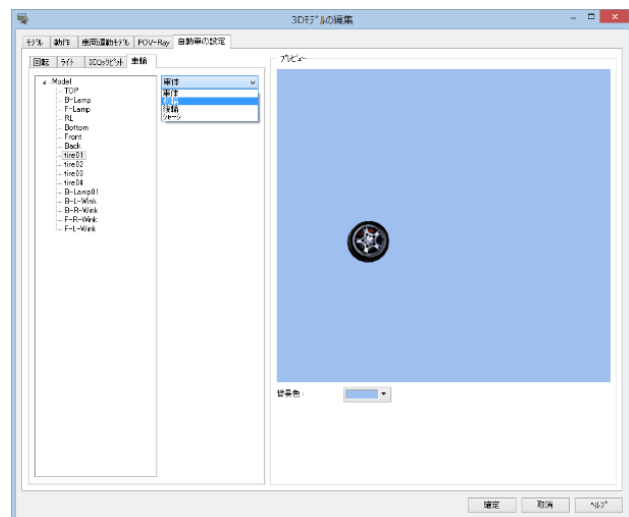 3Dﾓﾃﾞﾙの編集
ﾓﾃﾞﾙ 動作 車両運動ﾓﾃﾞﾙ POV-Ray 自動車の設定
回転 ﾗｲﾄ 3Dｺｯｸﾋﾟｯﾄ 車輪
ﾌﾟﾚﾋﾞｭｰ
Model
TOP
B-Lamp
F-Lamp
RL
Bottom
Front
Back
tire01
tire02
tire03
tire04
B-Lamp01
B-L-Wink
B-R-Wink
F-R-Wink
F-L-Wink
車体
車体
前輪
後輪
ｼｬｰｼ
背景色:
確定 取消 ﾍﾙﾌﾟ